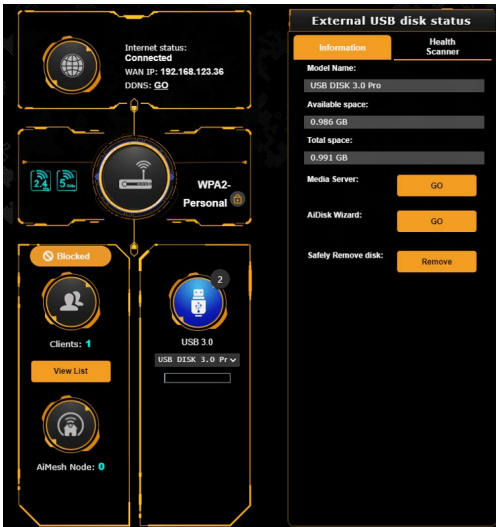 Internet status:
Connected
WAN IP: 192.168.123.36
DDNS: GO
2.4
5
WPA2-
Personal
Blocked
Clients: 1
View List
AiMesh Node: 0
2
USB 3.0
USB DISK 3.0 Pr
External USB disk status
Information
Health
Scanner
Model Name:
USB DISK 3.0 Pro
Available space:
0.986 GB
Total space:
0.991 GB
Media Server:
GO
AiDisk Wizard:
GO
Safely Remove disk:
Remove